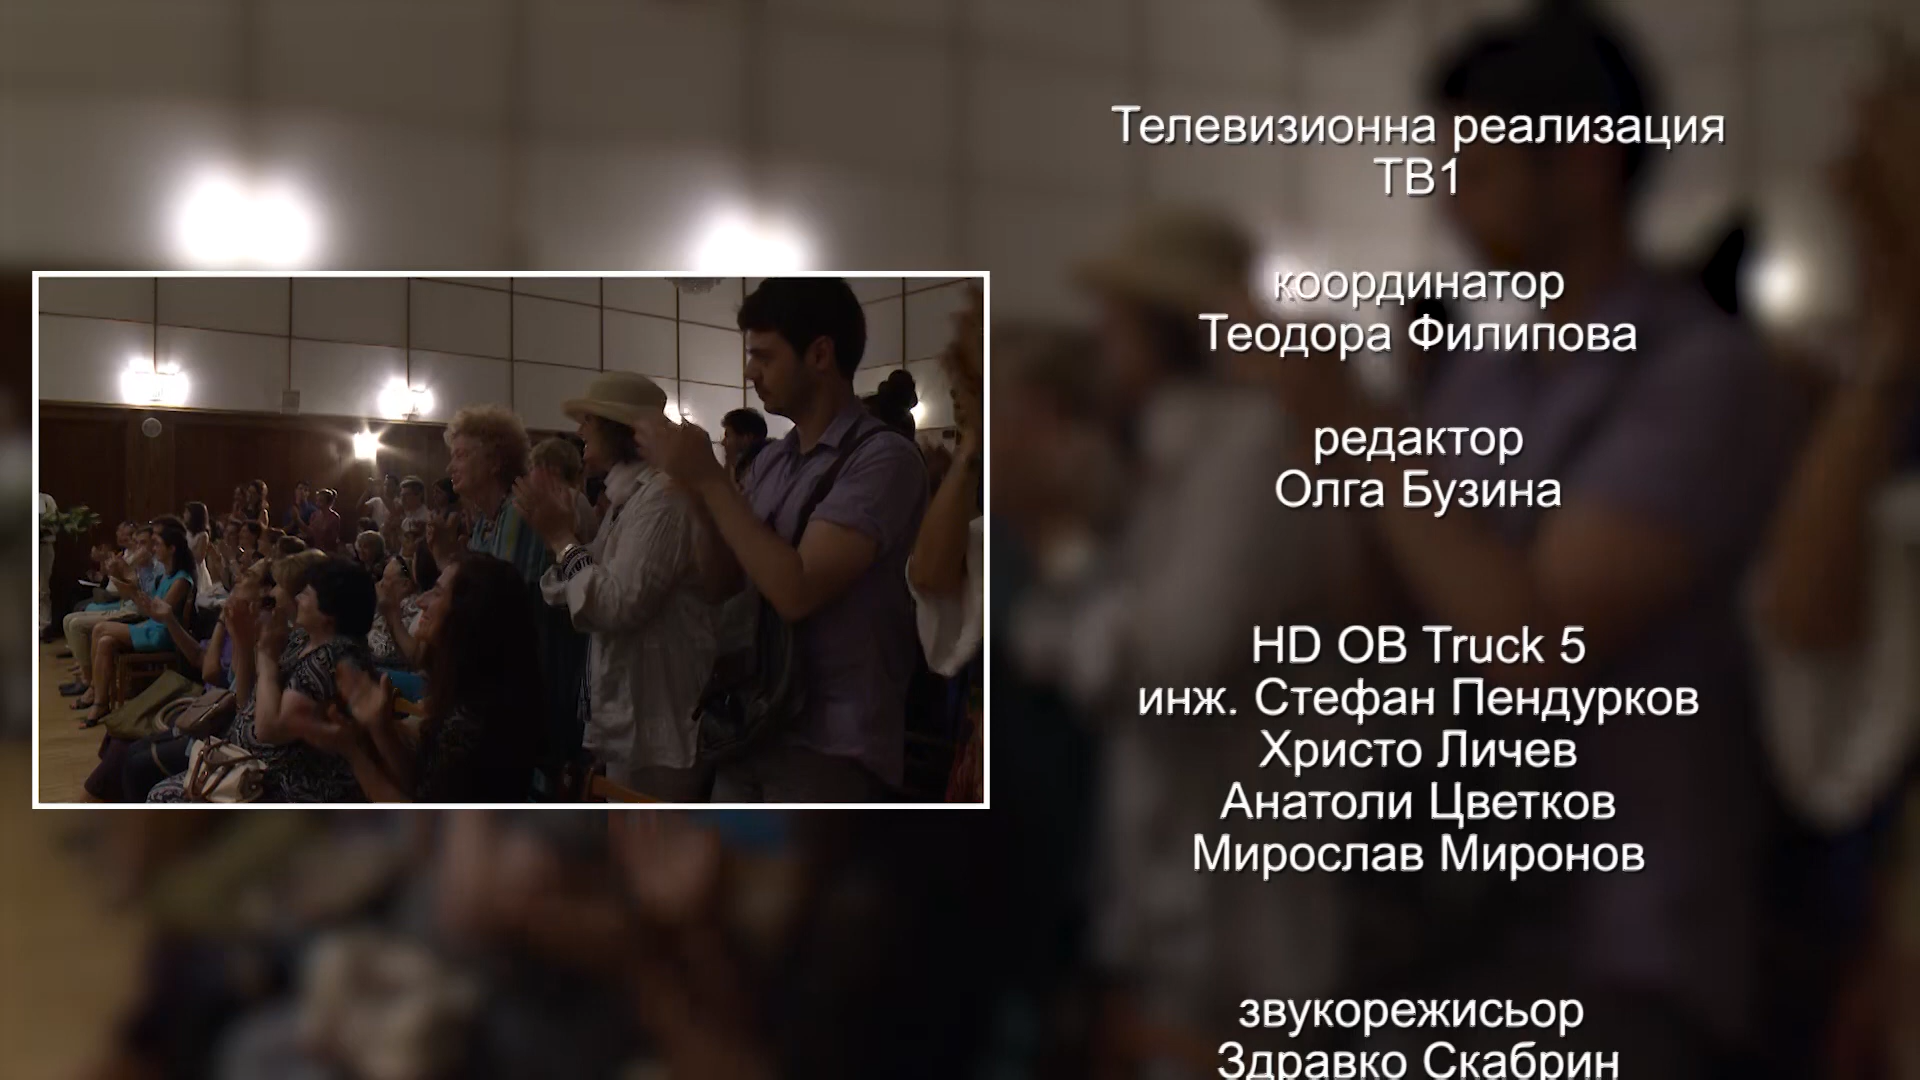 Телевизионна реализация
ТВ1
координатор
Теодора Филипова
редактор
Олга Бузина
HD OB Truck 5
инж. Стефан Пендурков
Христо Личев
Анатоли Цветков
Мирослав Миронов
звукорежисьор
Здравко Скабрин